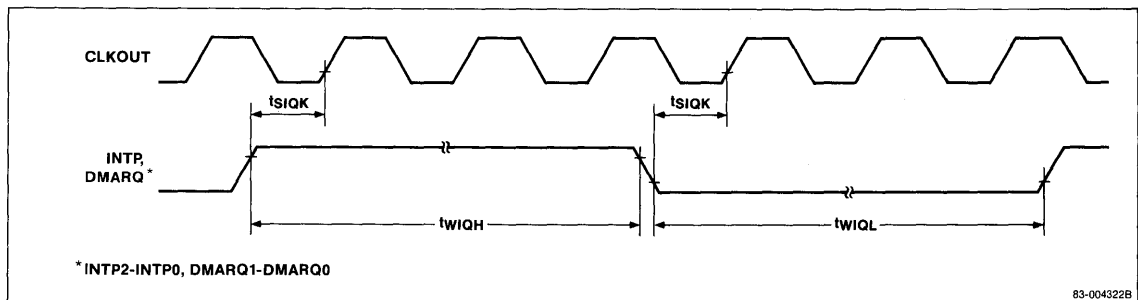 CLKOUT
tSIQK
tSIQK
INTP,
DMARQ*
tWIQH
tWIQL
*INTP2-INTP0, DMARQ1-DMARQ0
83-004322B